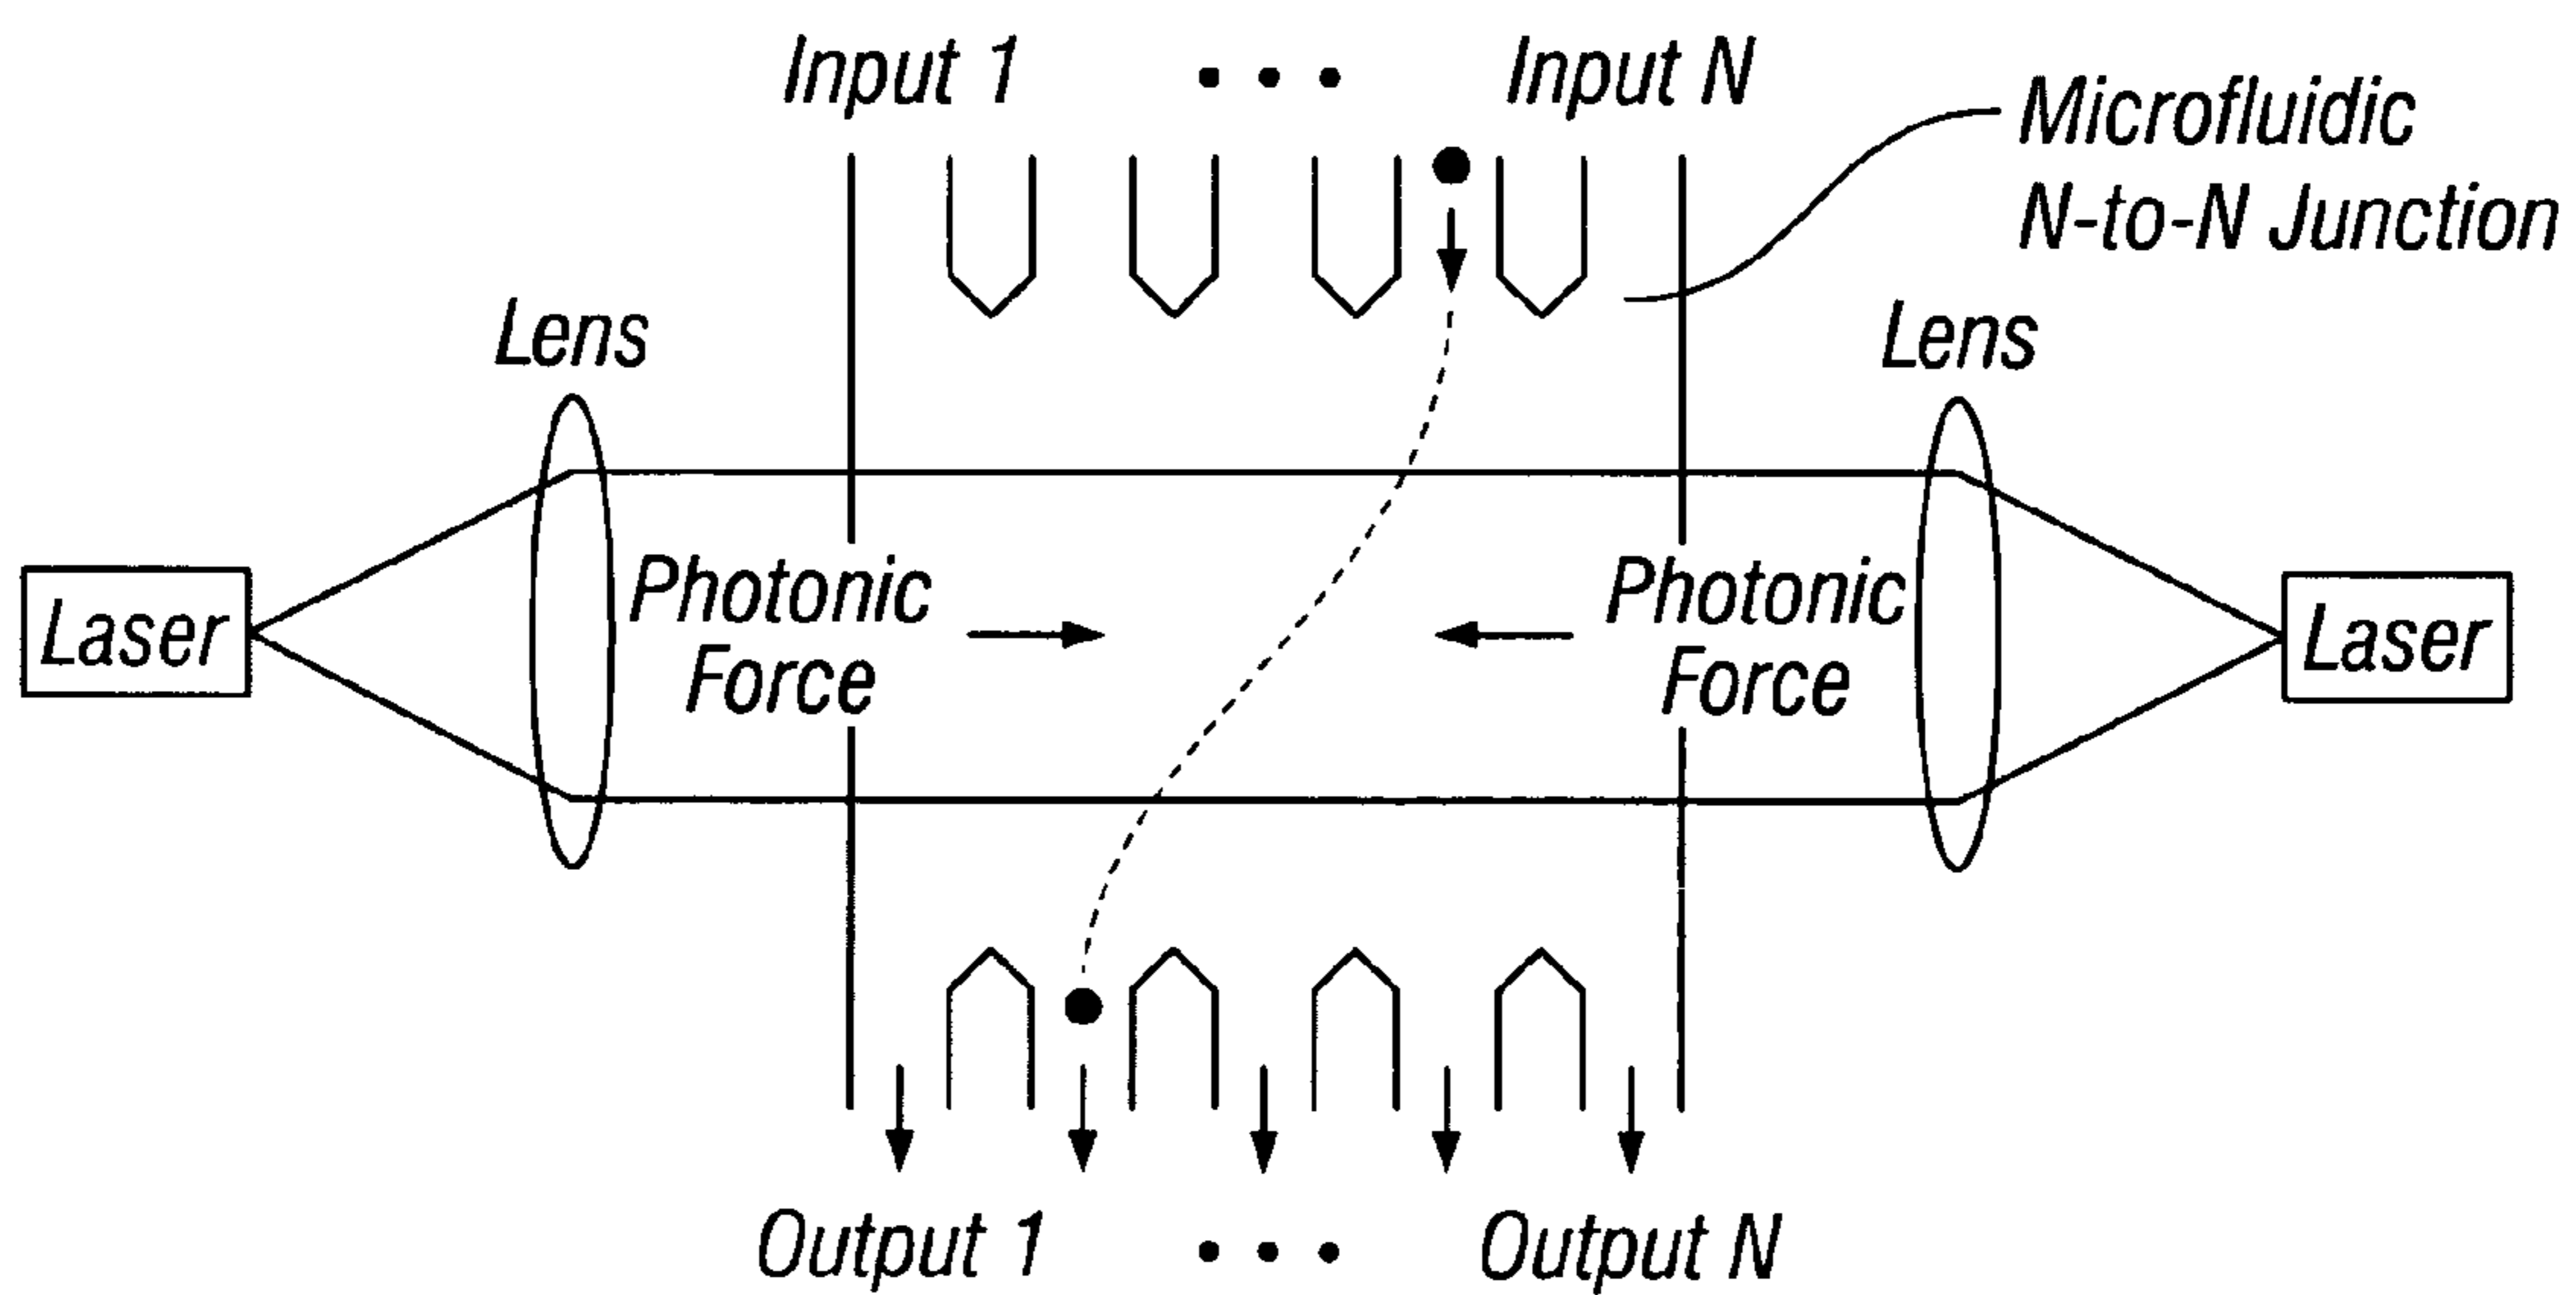 Input 1 • • • Input N
Microfluidic
N-to-N Junction
Lens
Lens
Laser
Photonic
Force
Photonic
Force
Laser
Output 1 • • • Output N